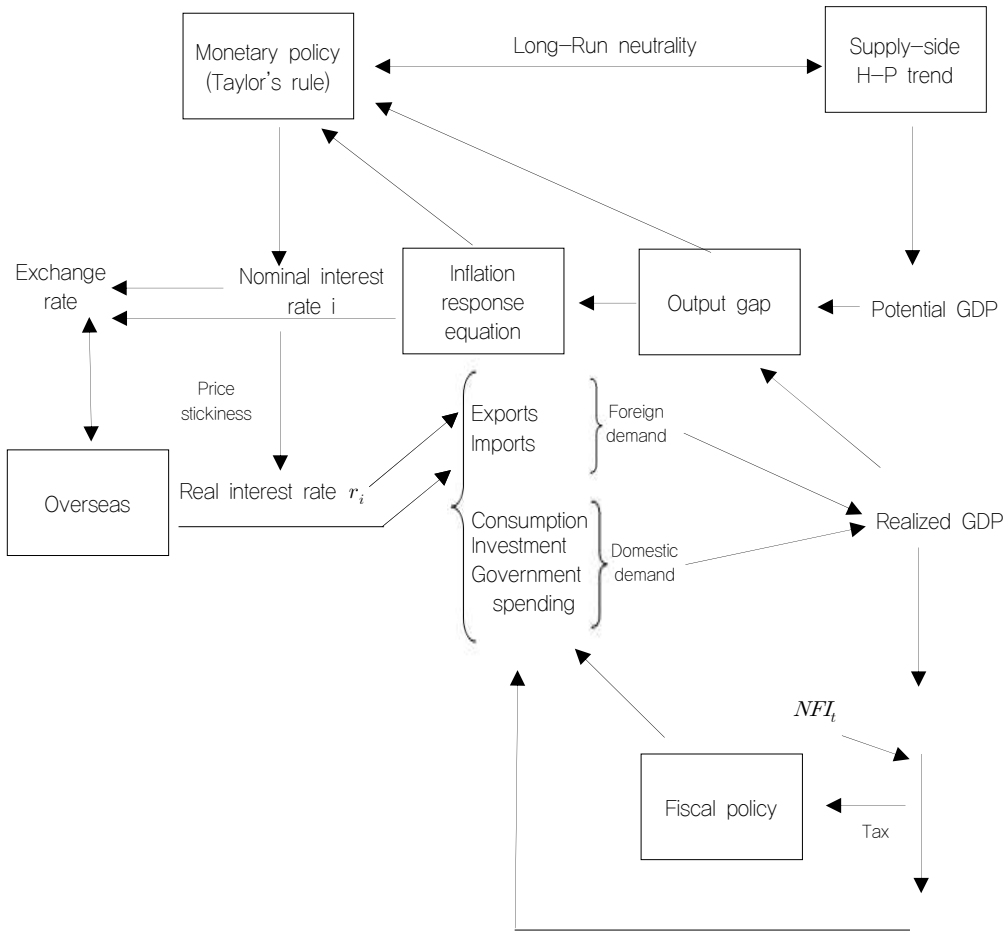 Monetary policy
(Taylor's rule)
Long-Run neutrality
Supply-side
H-P trend
Exchange
rate
Nominal interest
rate i
Inflation
response
equation
Output gap
Potential GDP
Price
stickiness
Exports
Imports
Foreign
demand
Overseas
Real interest rate r_i
Consumption
Investment
Government
spending
Domestic
demand
Realized GDP
NFI_t
Fiscal policy
Tax